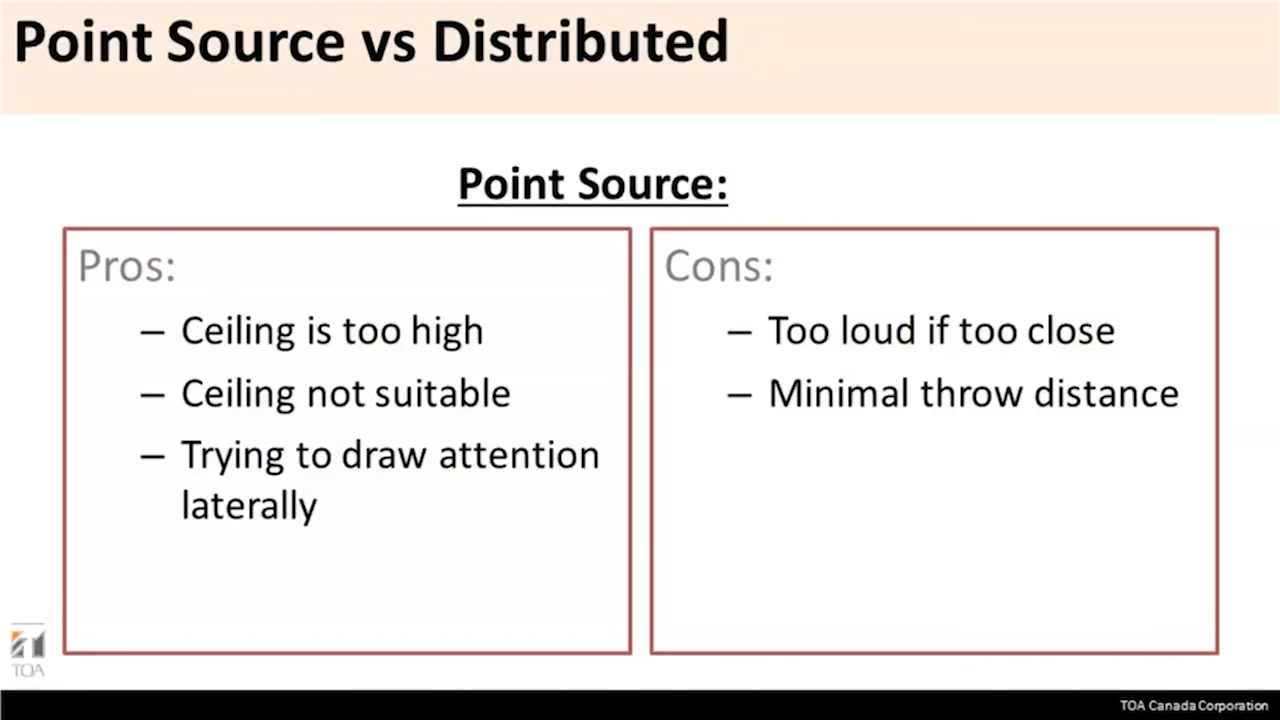 Point Source vs Distributed
Point Source:
Pros:
– Ceiling is too high
– Ceiling not suitable
– Trying to draw attention
laterally
Cons:
– Too loud if too close
– Minimal throw distance
TOA
TOA Canada Corporation